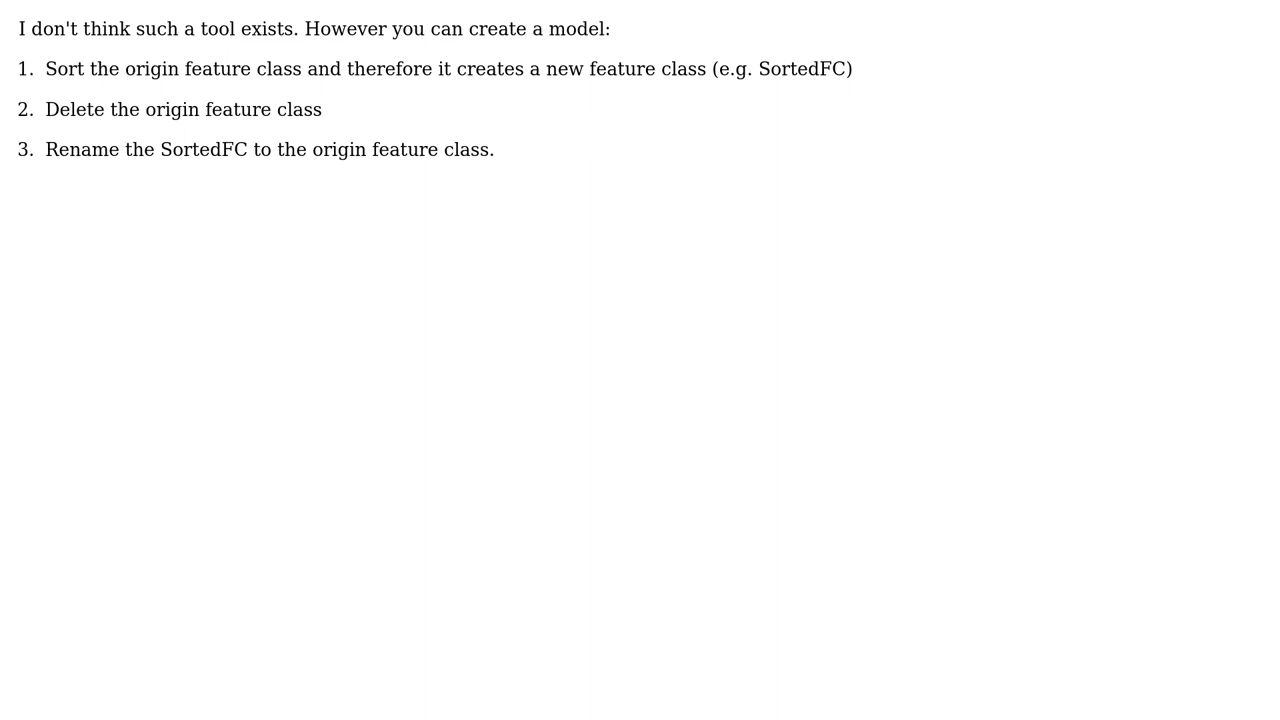 I don't think such a tool exists. However you can create a model:
1. Sort the origin feature class and therefore it creates a new feature class (e.g. SortedFC)
2. Delete the origin feature class
3. Rename the SortedFC to the origin feature class.